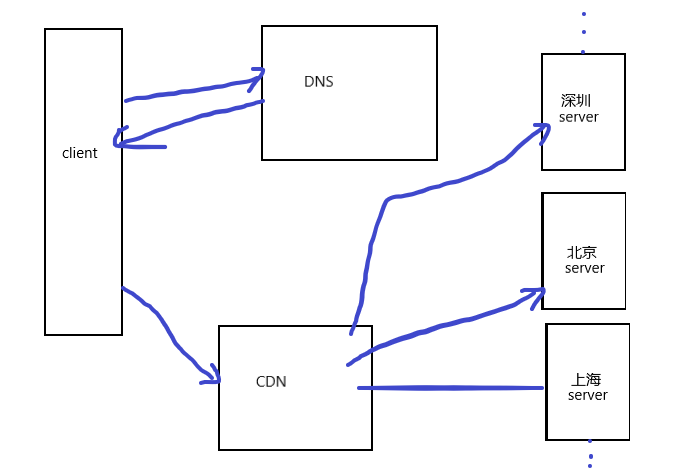 client
DNS
深圳
server
北京
server
CDN
上海
server